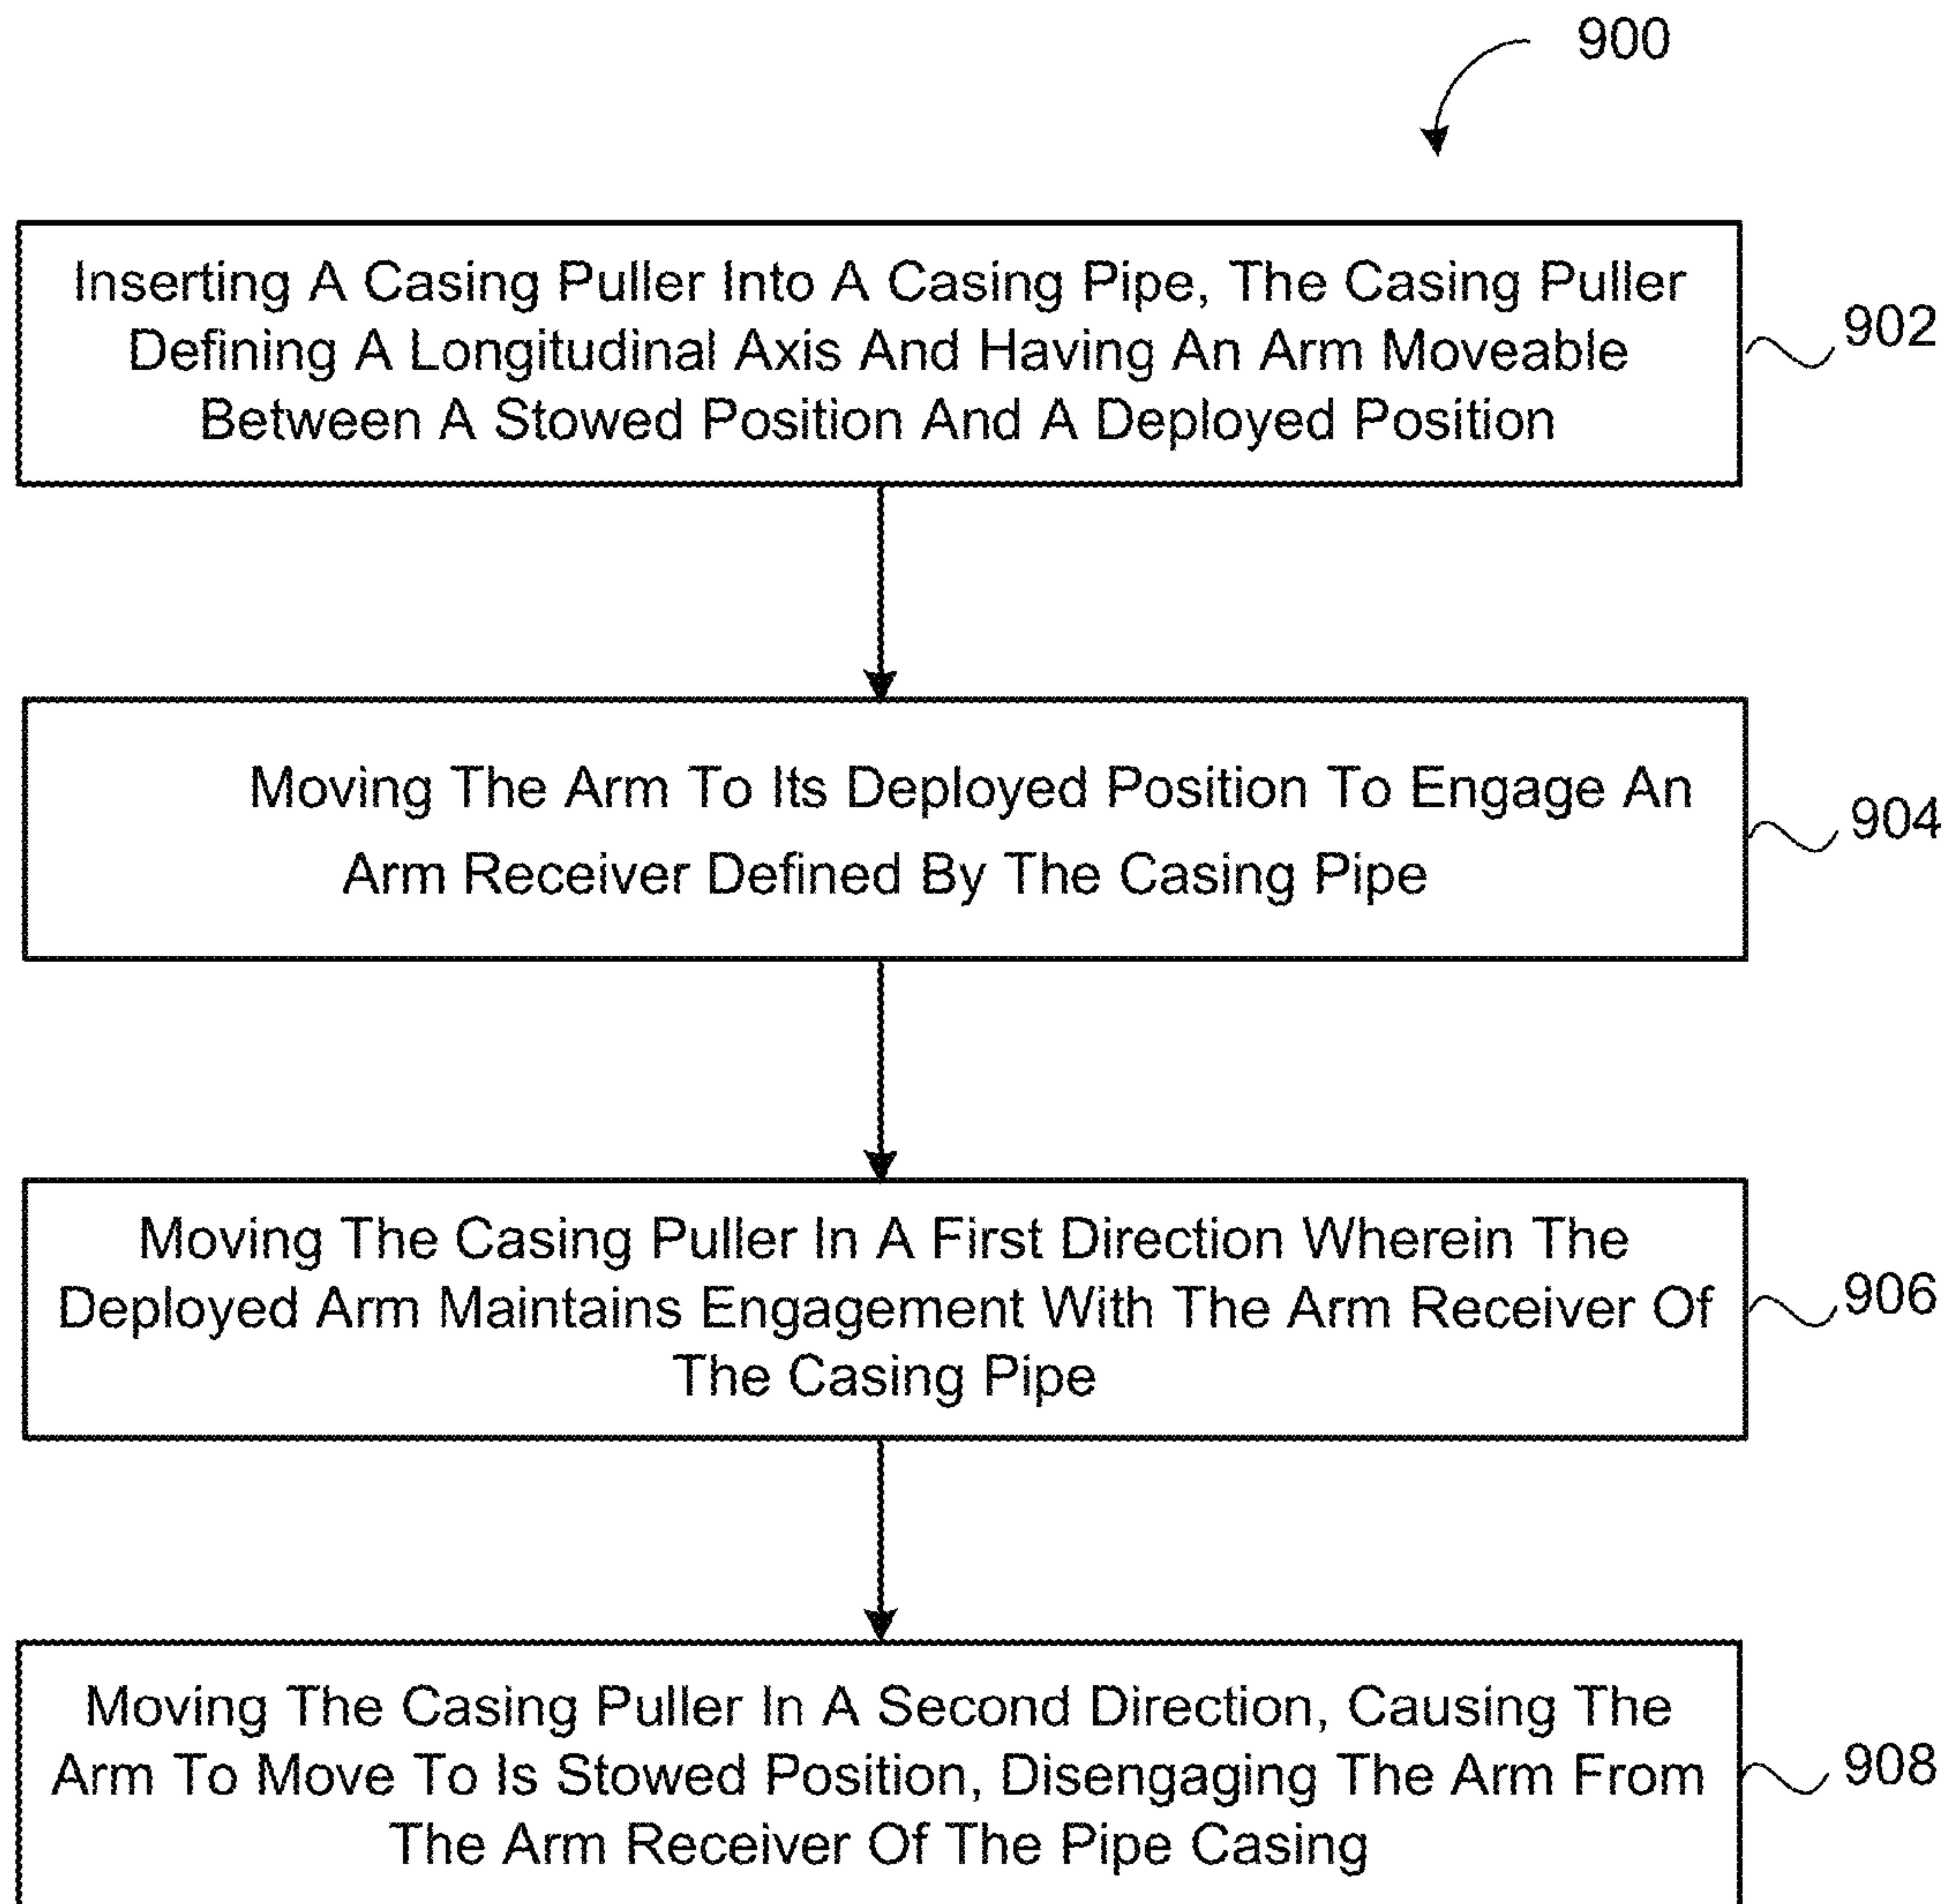 900
Inserting A Casing Puller Into A Casing Pipe, The Casing Puller
Defining A Longitudinal Axis And Having An Arm Moveable
Between A Stowed Position And A Deployed Position
902
Moving The Arm To Its Deployed Position To Engage An
Arm Receiver Defined By The Casing Pipe
904
Moving The Casing Puller In A First Direction Wherein The
Deployed Arm Maintains Engagement With The Arm Receiver Of
The Casing Pipe
906
Moving The Casing Puller In A Second Direction, Causing The
Arm To Move To Is Stowed Position, Disengaging The Arm From
The Arm Receiver Of The Pipe Casing
908